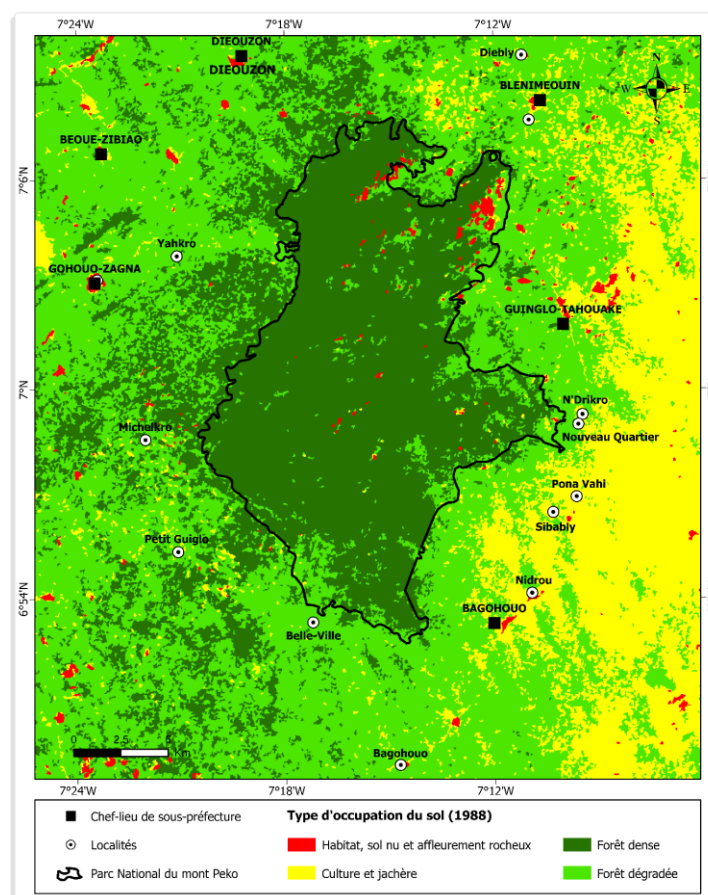 7°24'W 7°18'W 7°12'W
Diebly
DIEOUZON
DIEOUZON
N
W E
S
BLENIMEOUIN
BEOUE-ZIBIAO
7°6'N
Yahkro
GOHOUO-ZAGNA
GUINGLO-TAHOUAKE
7°N
N'Drikro
Nouveau Quartier
Michelkro
Pona Vahi
Sibably
Petit Guiglo
6°54'N
Nidrou
BAGOHOUO
Belle-Ville
0 2.5 5 Km
Bagohouo
7°24'W 7°18'W 7°12'W
Chef-lieu de sous-préfecture
Localités
Parc National du mont Peko
Type d'occupation du sol (1988)
Habitat, sol nu et affleurement rocheux
Forêt dense
Culture et jachère
Forêt dégradée